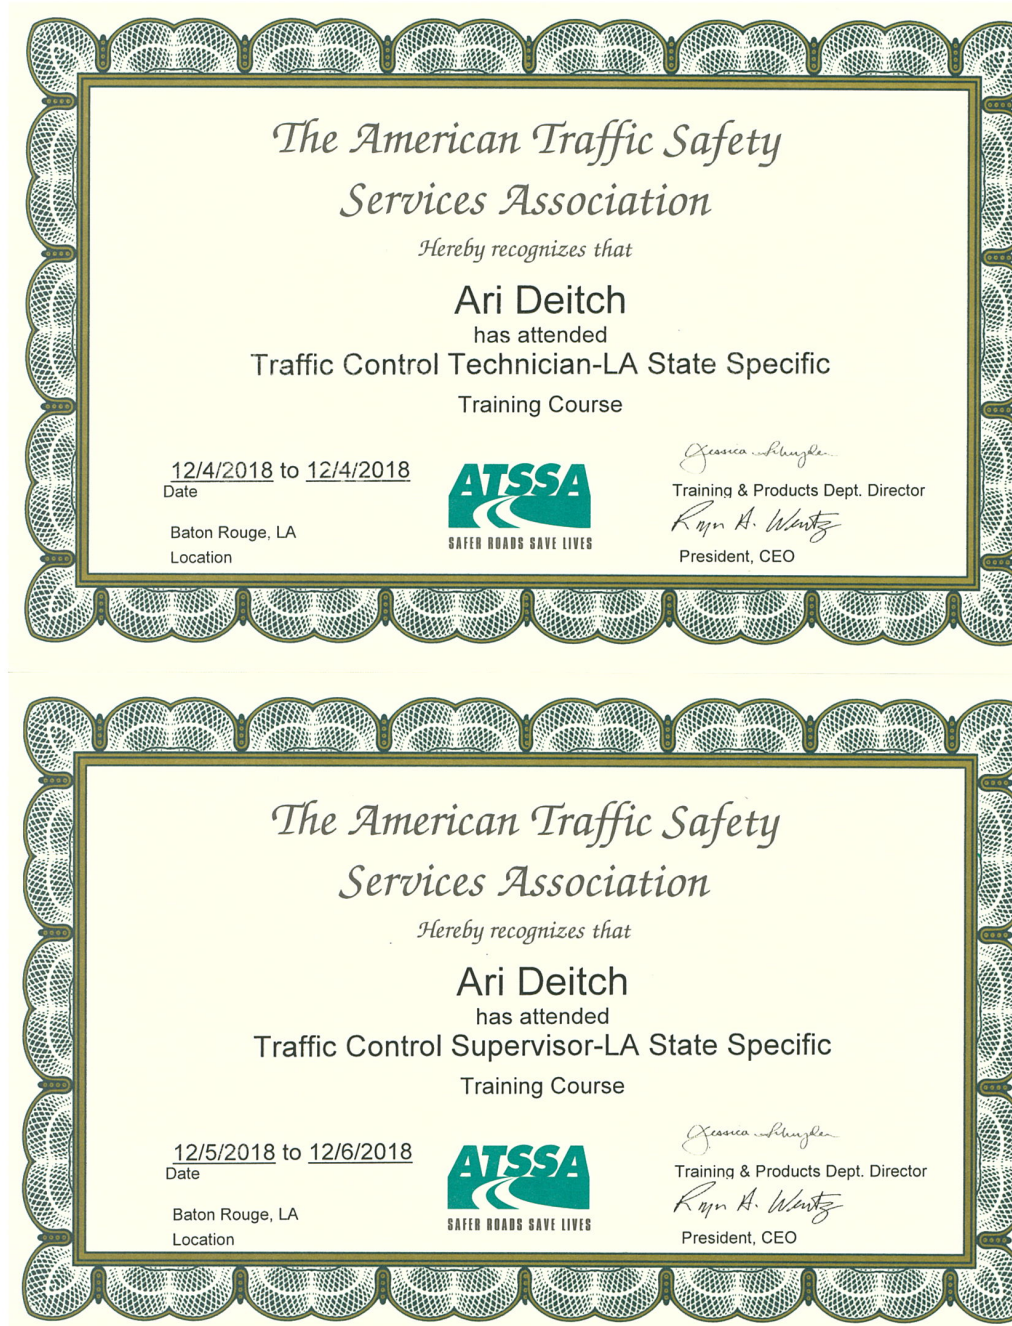 The American Traffic Safety
Services Association
Hereby recognizes that
Ari Deitch
has attended
Traffic Control Technician-LA State Specific
Training Course
12/4/2018 to 12/4/2018
Date
Baton Rouge, LA
Location
ATSSA
SAFER ROADS SAVE LIVES
Jessica
Training & Products Dept. Director
A. Wentz
President, CEO
The American Traffic Safety
Services Association
Hereby recognizes that
Ari Deitch
has attended
Traffic Control Supervisor-LA State Specific
Training Course
12/5/2018 to 12/6/2018
Date
Baton Rouge, LA
Location
ATSSA
SAFER ROADS SAVE LIVES
Jessica
Training & Products Dept. Director
A. Wentz
President, CEO